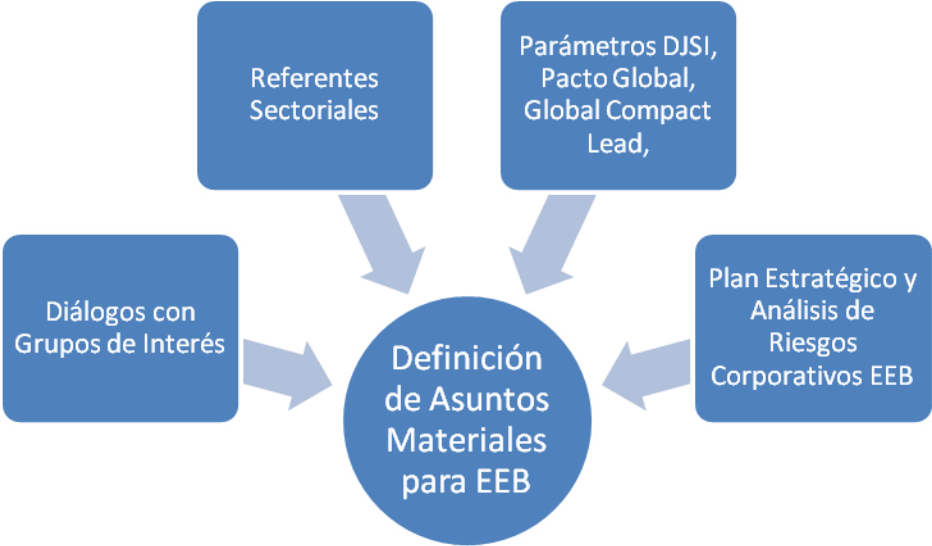 Referentes
Sectoriales
Parámetros DJSI,
Pacto Global,
Global Compact
Lead,
Diálogos con
Grupos de Interés
Plan Estratégico y
Análisis de
Riesgos
Corporativos EEB
Definición
de Asuntos
Materiales
para EEB